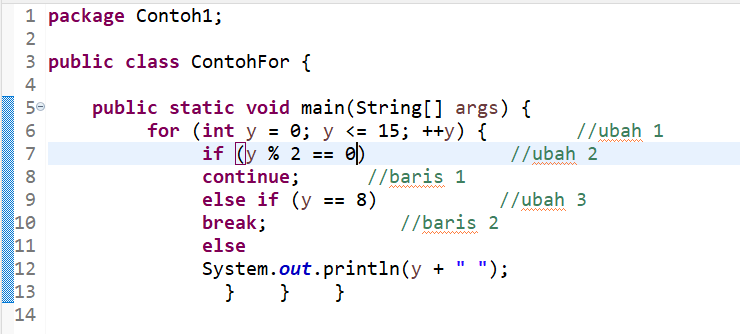 1 package Contoh1;
2
3 public class ContohFor {
4
5 public static void main(String[] args) {
6 for (int y = 0; y <= 15; ++y) { //ubah 1
7 if (y % 2 == 0) //ubah 2
8 continue; //baris 1
9 else if (y == 8) //ubah 3
10 break; //baris 2
11 else
12 System.out.println(y + " ");
13 } } }
14